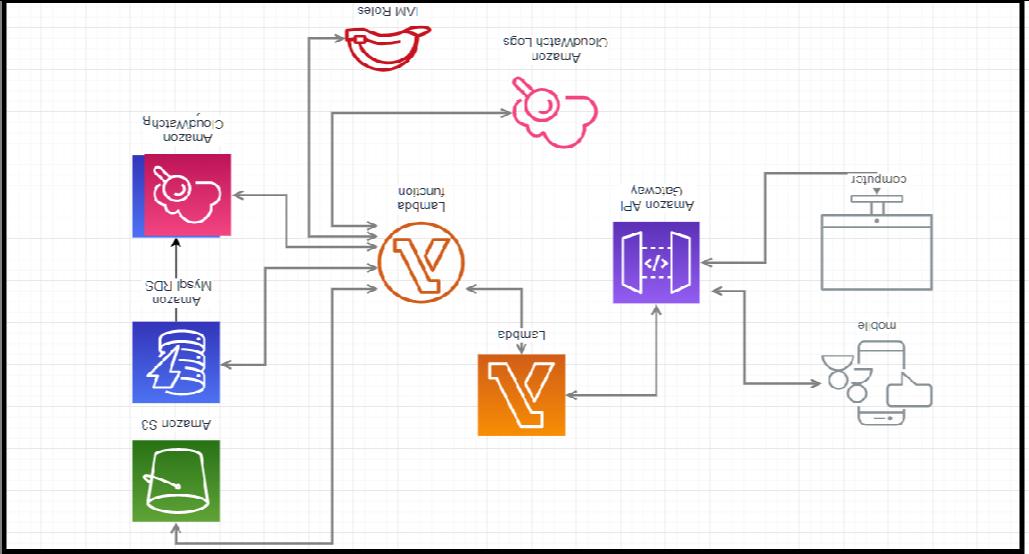 Amazon S3
Lambda
mobile
Amazon
Mysql RDS
Amazon API
Gateway
Lambda
function
computer
Amazon
CloudWatch
Amazon
CloudWatch Logs
IAM Roles